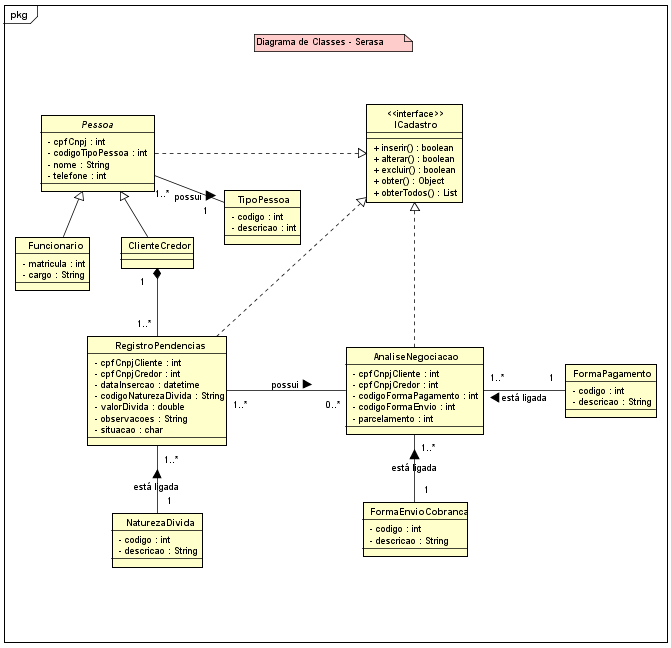 pkg
Diagrama de Classes - Serasa
Pessoa
- cpfCnpj : int
- codigoTipoPessoa : int
- nome : String
- telefone : int
<<interface>>
ICadastro
+ inserir() : boolean
+ alterar() : boolean
+ excluir() : boolean
+ obter() : Object
+ obterTodos() : List
1..*
possui
1
TipoPessoa
- codigo : int
- descricao : int
Funcionario
- matricula : int
- cargo : String
ClienteCredor
1
1..*
RegistroPendencias
- cpfCnpjCliente : int
- cpfCnpjCredor : int
- dataInsercao : datetime
- codigoNaturezaDivida : String
- valorDivida : double
- observacoes : String
- situacao : char
possui
1..*
0..*
AnaliseNegociacao
- cpfCnpjCliente : int
- cpfCnpjCredor : int
- codigoFormaPagamento : int
- codigoFormaEnvio : int
- parcelamento : int
1..*
1
está ligada
FormaPagamento
- codigo : int
- descricao : String
1..*
está ligada
1
1..*
está ligada
1
NaturezaDivida
- codigo : int
- descricao : String
FormaEnvioCobranca
- codigo : int
- descricao : String